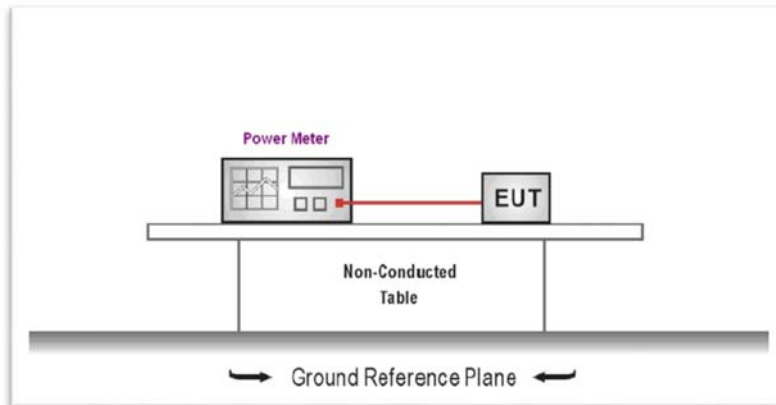 Power Meter
EUT
Non-Conducted
Table
Ground Reference Plane